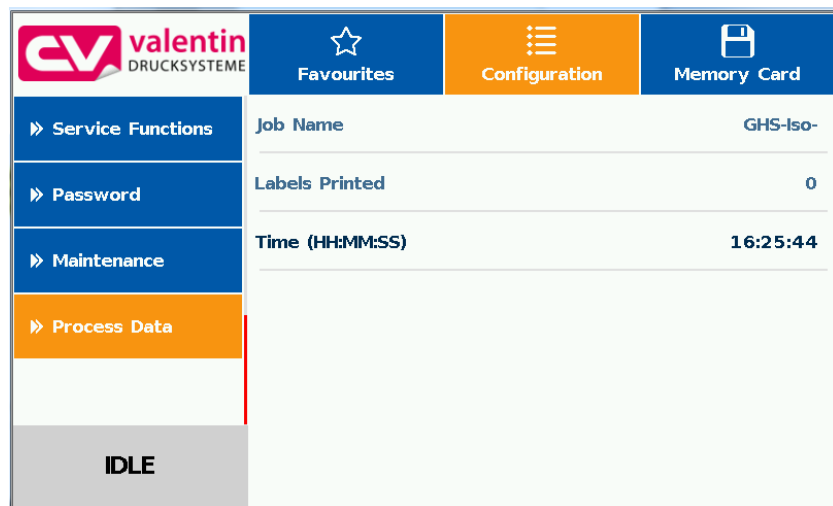 valentin
DRUCKSYSTEME
Favourites
Configuration
Memory Card
Service Functions
Password
Maintenance
Process Data
IDLE
Job Name GHS-Iso-
Labels Printed 0
Time (HH:MM:SS) 16:25:44